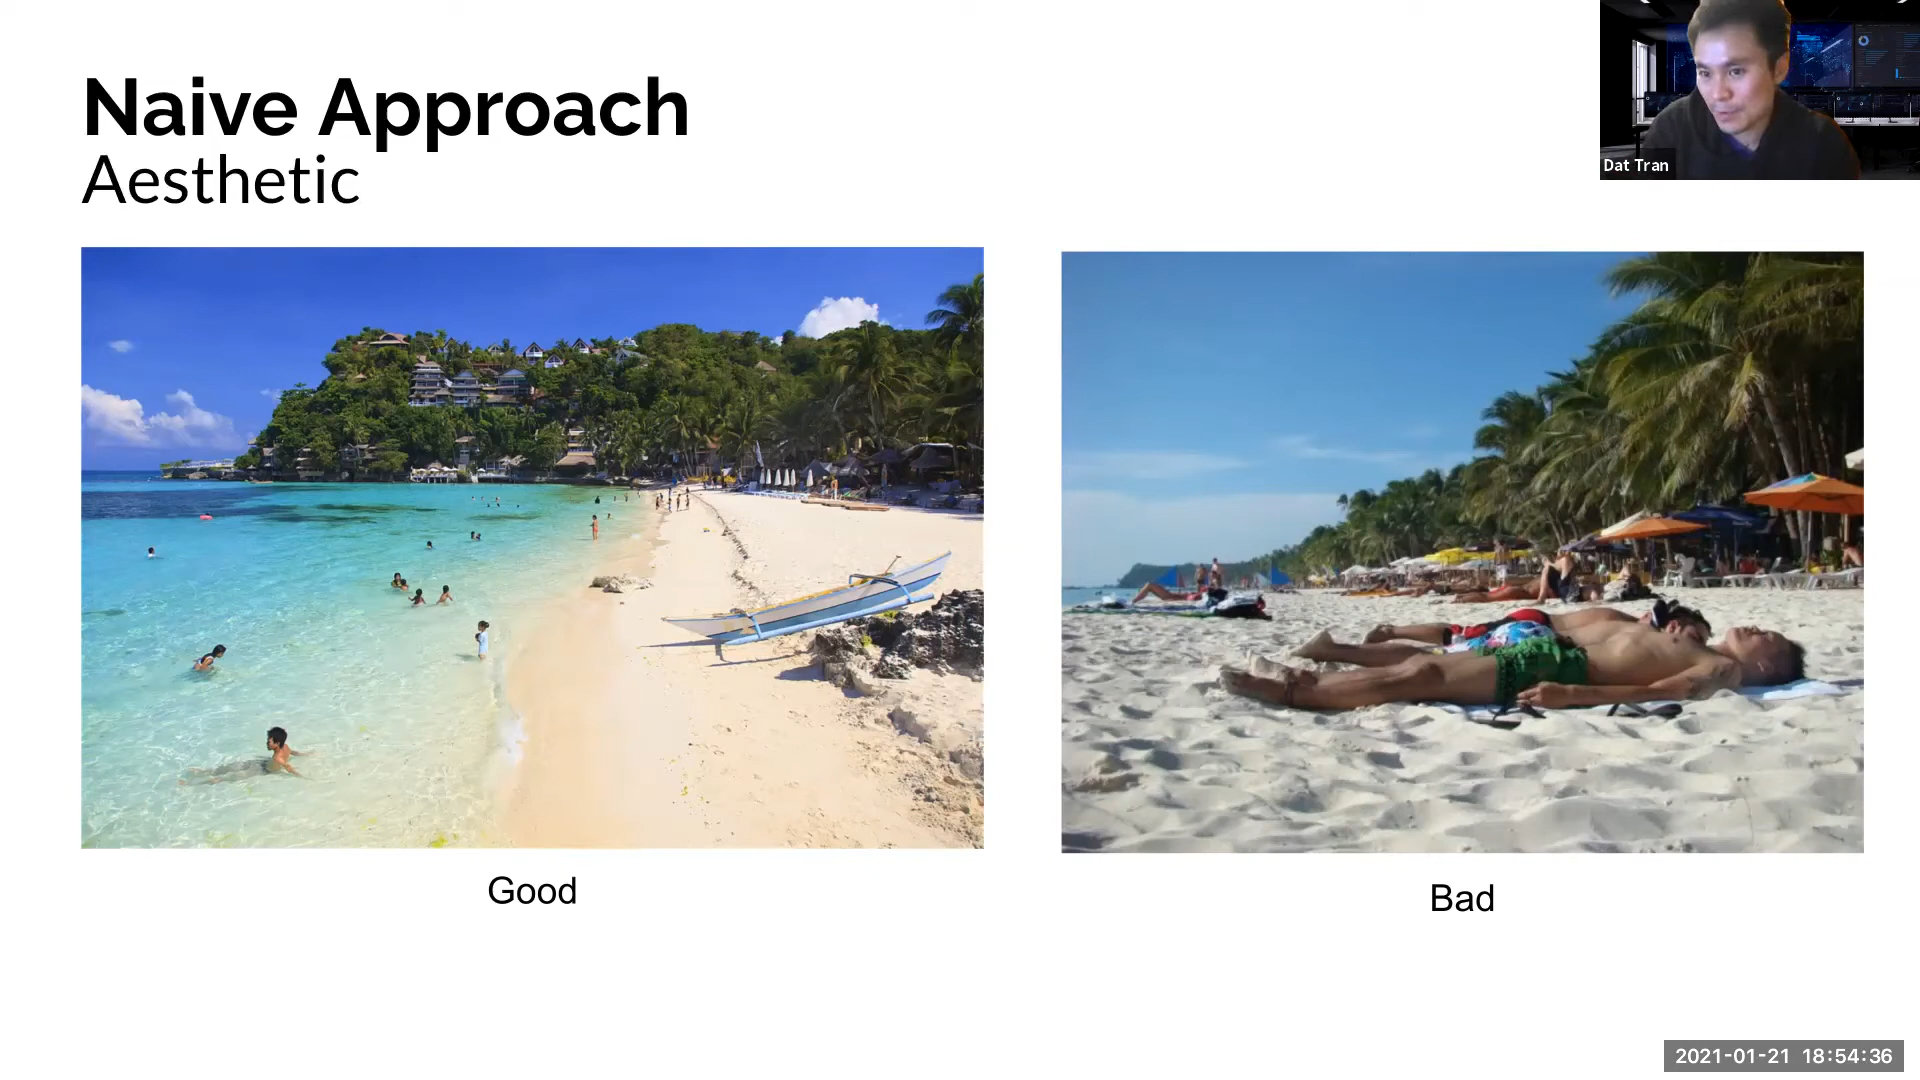 Naive Approach
Aesthetic
Dat Tran
Good
Bad
2021-01-21 18:54:36